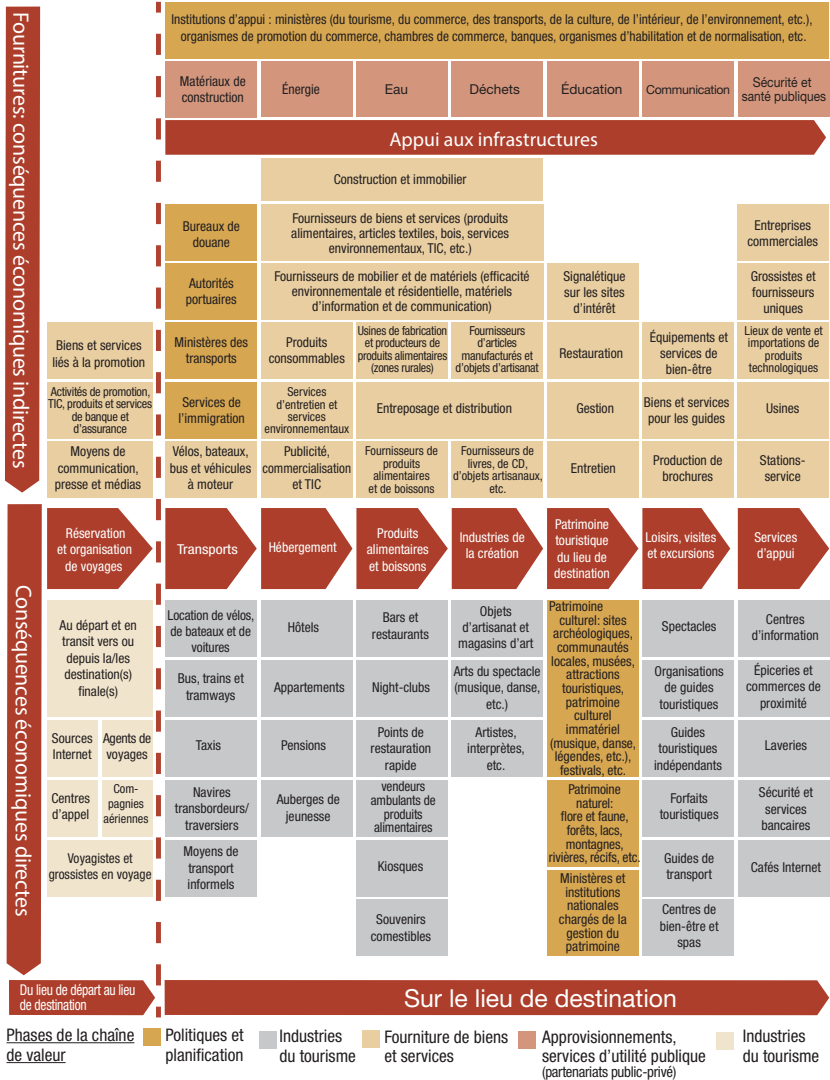 Fournitures: conséquences économiques indirectes
Institutions d'appui : ministères (du tourisme, du commerce, des transports, de la culture, de l'intérieur, de l'environnement, etc.),
organismes de promotion du commerce, chambres de commerce, banques, organismes d'habilitation et de normalisation, etc.
Matériaux de
construction
Énergie
Eau
Déchets
Éducation
Communication
Sécurité et
santé publiques
Appui aux infrastructures
Construction et immobilier
Bureaux de
douane
Fournisseurs de biens et services (produits
alimentaires, articles textiles, bois, services
environnementaux, TIC, etc.)
Entreprises
commerciales
Autorités
portuaires
Fournisseurs de mobilier et de matériels (efficacité
environnementale et résidentielle, matériels
d'information et de communication)
Signalétique
sur les sites
d'intérêt
Grossistes et
fournisseurs
uniques
Biens et services
liés à la promotion
Ministères des
transports
Produits
consommables
Usines de fabrication
et producteurs de
produits alimentaires
(zones rurales)
Fournisseurs
d'articles
manufacturés et
d'objets d'artisanat
Restauration
Équipements et
services de
bien-être
Lieux de vente et
importations de
produits
technologiques
Activités de promotion,
TIC, produits et services
de banque et
d'assurance
Services de
l'immigration
Services
d'entretien et
services
environnementaux
Entreposage et distribution
Gestion
Biens et services
pour les guides
Usines
Moyens de
communication,
presse et médias
Vélos, bateaux,
bus et véhicules
à moteur
Publicité,
commercialisation
et TIC
Fournisseurs de
produits
alimentaires
et de boissons
Fournisseurs de
livres, de CD,
d'objets artisanaux,
etc.
Entretien
Production de
brochures
Stations-
service
Conséquences économiques directes
Réservation
et organisation
de voyages
Transports
Hébergement
Produits
alimentaires
et boissons
Industries de
la création
Patrimoine
touristique
du lieu de
destination
Loisirs, visites
et excursions
Services
d'appui
Au départ et en
transit vers ou
depuis la/les
destination(s)
finale(s)
Location de vélos,
de bateaux et de
voitures
Hôtels
Bars et
restaurants
Objets
d'artisanat et
magasins d'art
Patrimoine
culturel: sites
archéologiques,
communautés
locales, musées,
attractions
touristiques,
patrimoine
culturel
immatériel
(musique, danse,
légendes, etc.),
festivals, etc.
Spectacles
Centres
d'information
Bus, trains et
tramways
Appartements
Night-clubs
Arts du spectacle
(musique, danse,
etc.)
Organisations
de guides
touristiques
Épiceries et
commerces de
proximité
Sources
Internet
Agents de
voyages
Taxis
Pensions
Points de
restauration
rapide
Artistes,
interprètes,
etc.
Guides
touristiques
indépendants
Laveries
Centres
d'appel
Com-
pagnies
aériennes
Navires
transbordeurs/
traversiers
Auberges de
jeunesse
vendeurs
ambulants de
produits
alimentaires
Patrimoine
naturel:
flore et faune,
forêts, lacs,
montagnes,
rivières, récifs, etc.
Forfaits
touristiques
Sécurité et
services
bancaires
Voyagistes et
grossistes en voyage
Moyens de
transport
informels
Kiosques
Ministères et
institutions
nationales
chargés de la
gestion du
patrimoine
Guides de
transport
Cafés Internet
Souvenirs
comestibles
Centres de
bien-être et
spas
Du lieu de départ au lieu
de destination
Sur le lieu de destination
Phases de la chaîne
de valeur
Politiques et
planification
Industries
du tourisme
Fourniture de biens
et services
Approvisionnements,
services d'utilité publique
(partenariats public-privé)
Industries
du tourisme